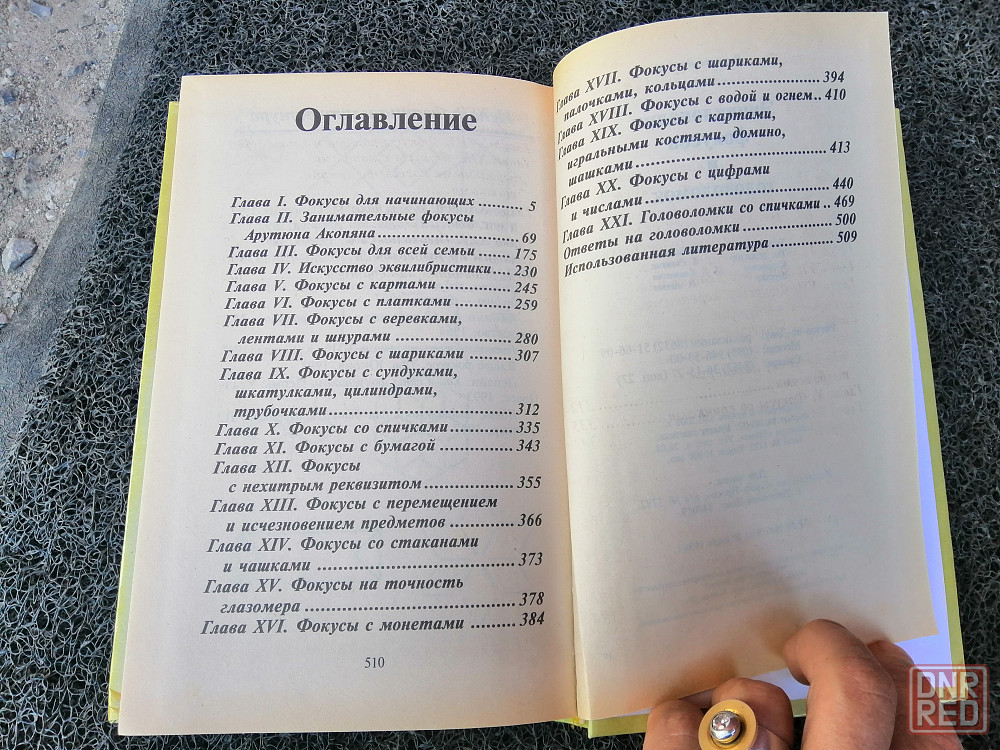 Оглавление
Глава I. Фокусы для начинающих ....... 5
Глава II. Занимательные фокусы
Арутюна Акопяна ....................... 69
Глава III. Фокусы для всей семьи ....... 175
Глава IV. Искусство эквилибристики.... 230
Глава V. Фокусы с картами ............... 245
Глава VI. Фокусы с платками ............ 259
Глава VII. Фокусы с веревками,
лентами и шнурами .................... 280
Глава VIII. Фокусы с шариками ......... 307
Глава IX. Фокусы с сундуками,
шкатулками, цилиндрами,
трубочками............................... 312
Глава X. Фокусы со спичками............. 335
Глава XI. Фокусы с бумагой ............... 343
Глава XII. Фокусы
с нехитрым реквизитом................ 355
Глава XIII. Фокусы с перемещением
и исчезновением предметов ........... 366
Глава XIV. Фокусы со стаканами
и чашками ................................ 373
Глава XV. Фокусы на точность
глазомера .................................. 378
Глава XVI. Фокусы с монетами ......... 384
510
Глава XVII. Фокусы с шариками,
палочками, кольцами .................... 394
Глава XVIII. Фокусы с водой и огнем.. 410
Глава XIX. Фокусы с картами,
игральными костями, домино,
шашками .................................. 413
Глава XX. Фокусы с цифрами
и числами .................................. 440
Глава XXI. Головоломки со спичками.... 469
Ответы на головоломки ................. 500
Использованная литература .............. 509
DNR
RED